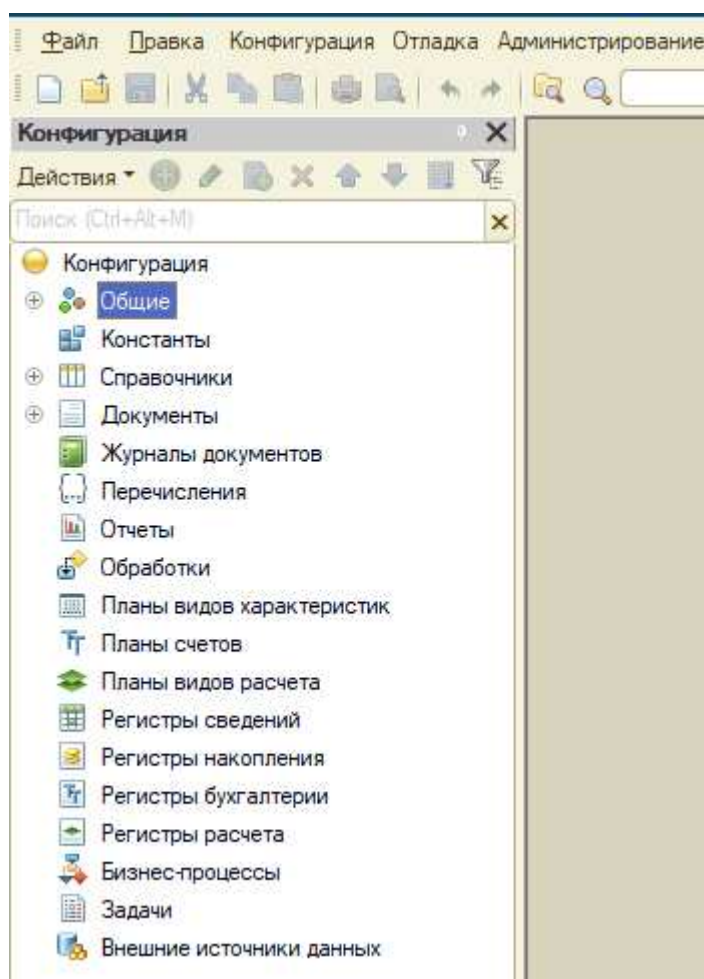 Файл Правка Конфигурация Отладка Администрирование
Конфигурация
Действия
Поиск (Ctrl+Alt+M)
Конфигурация
Общие
Константы
Справочники
Документы
Журналы документов
Перечисления
Отчеты
Обработки
Планы видов характеристик
Планы счетов
Планы видов расчета
Регистры сведений
Регистры накопления
Регистры бухгалтерии
Регистры расчета
Бизнес-процессы
Задачи
Внешние источники данных